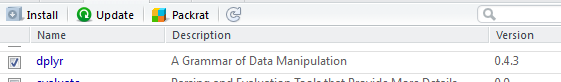 Install Update Packrat
Name Description Version
dplyr A Grammar of Data Manipulation 0.4.3